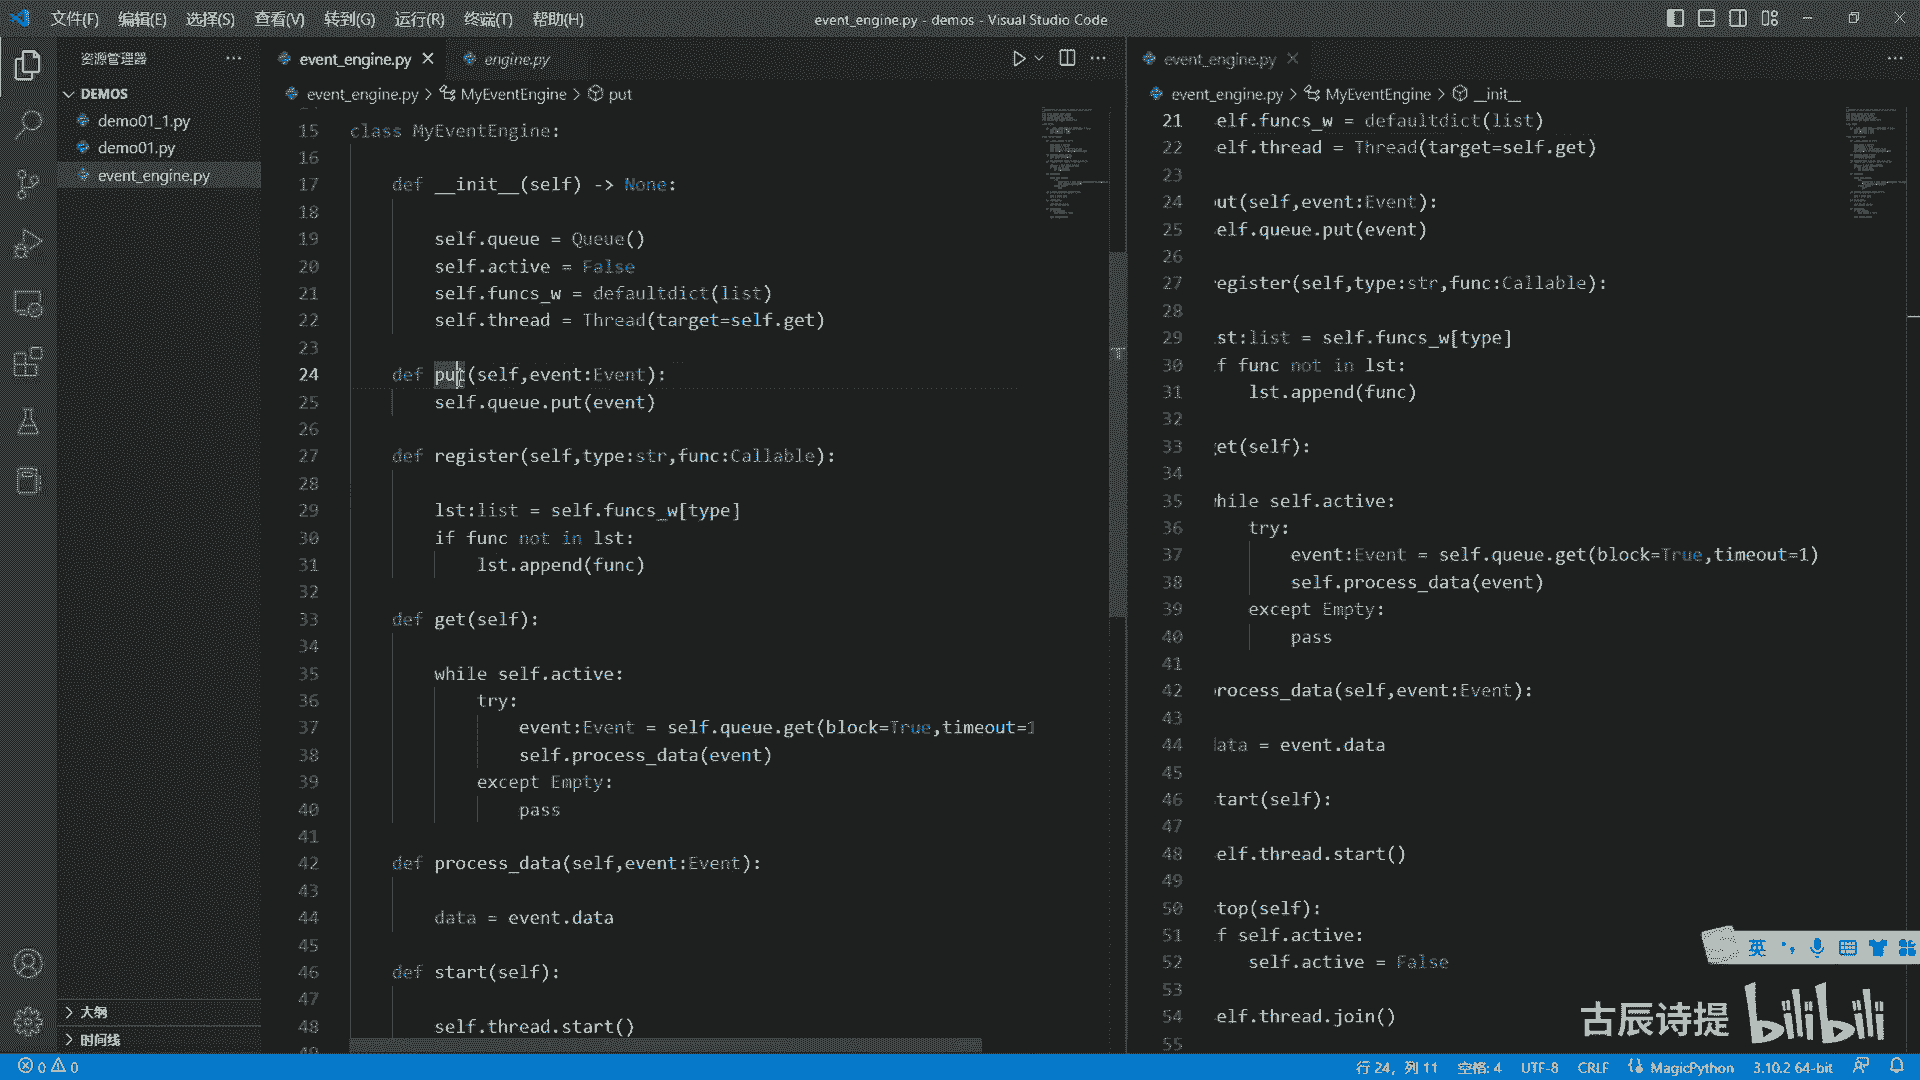 文件(F) 编辑(E) 选择(S) 查看(V) 转到(G) 运行(R) 终端(T) 帮助(H) event_engine.py - demos - Visual Studio Code
资源管理器
DEMOS
demo01_1.py
demo01.py
event_engine.py
大纲
时间线
event_engine.py engine.py
event_engine.py > MyEventEngine > put
15 class MyEventEngine:
16
17 def __init__(self) -> None:
18
19 self.queue = Queue()
20 self.active = False
21 self.funcs_w = defaultdict(list)
22 self.thread = Thread(target=self.get)
23
24 def put(self,event:Event):
25 self.queue.put(event)
26
27 def register(self,type:str,func:Callable):
28
29 lst:list = self.funcs_w[type]
30 if func not in lst:
31 lst.append(func)
32
33 def get(self):
34
35 while self.active:
36 try:
37 event:Event = self.queue.get(block=True,timeout=1
38 self.process_data(event)
39 except Empty:
40 pass
41
42 def process_data(self,event:Event):
43
44 data = event.data
45
46 def start(self):
47
48 self.thread.start()
49
event_engine.py
event_engine.py > MyEventEngine > __init__
21 elf.funcs_w = defaultdict(list)
22 elf.thread = Thread(target=self.get)
23
24 ut(self,event:Event):
25 elf.queue.put(event)
26
27 egister(self,type:str,func:Callable):
28
29 st:list = self.funcs_w[type]
30 f func not in lst:
31 lst.append(func)
32
33 et(self):
34
35 hile self.active:
36 try:
37 event:Event = self.queue.get(block=True,timeout=1)
38 self.process_data(event)
39 except Empty:
40 pass
41
42 rocess_data(self,event:Event):
43
44 ata = event.data
45
46 tart(self):
47
48 elf.thread.start()
49
50 top(self):
51 f self.active:
52 self.active = False
53
54 elf.thread.join()
55
英
古辰诗提 bilibili
0 0 行 24，列 11 空格: 4 UTF-8 CRLF MagicPython 3.10.2 64-bit